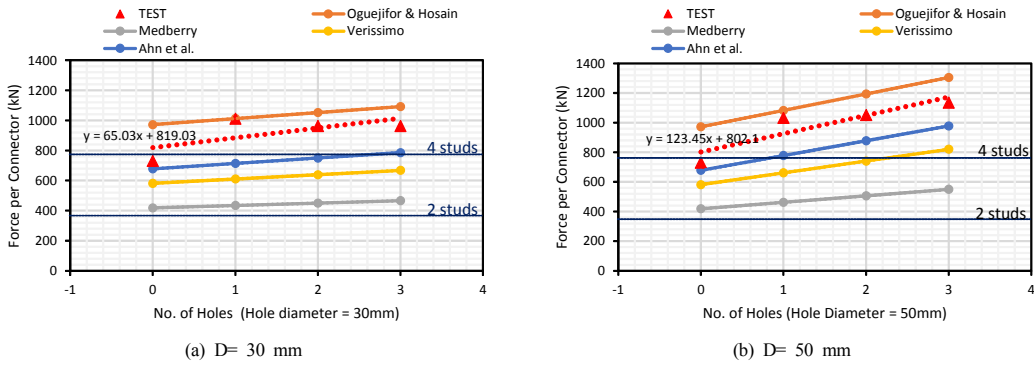 TEST
Oguejifor & Hosain
Medberry
Verissimo
Ahn et al.
1400
1200
1000
800
600
400
200
0
-1
0
1
2
3
4
Force per Connector (kN)
y = 65.03x + 819.03
4 studs
2 studs
No. of Holes (Hole diameter = 30mm)
(a) D= 30 mm
TEST
Oguejifor & Hosain
Medberry
Verissimo
Ahn et al.
1400
1200
1000
800
600
400
200
0
-1
0
1
2
3
4
Force per Connector (kN)
y = 123.45x + 802.1
4 studs
2 studs
No. of Holes (Hole Diameter = 50mm)
(b) D= 50 mm